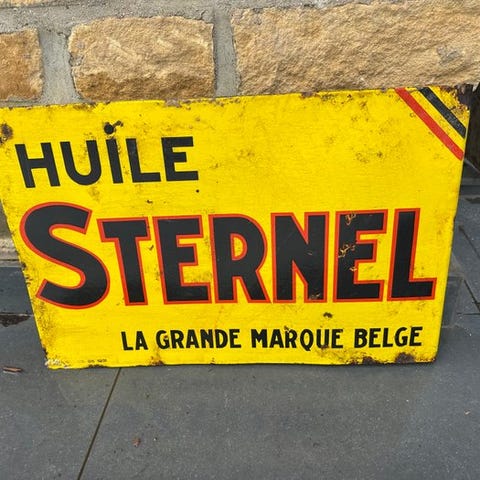 HUILE
STERNEL
LA GRANDE MARQUE BELGE